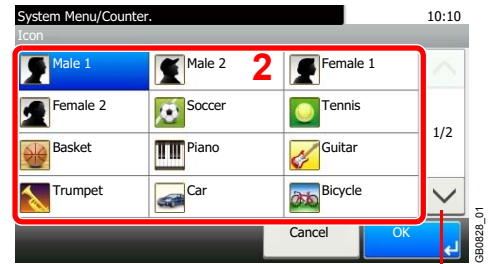 System Menu/Counter. 10:10
Icon
Male 1 Male 2 2 Female 1
Female 2 Soccer Tennis
1/2
Basket Piano Guitar
Trumpet Car Bicycle
Cancel OK
GB0828_01